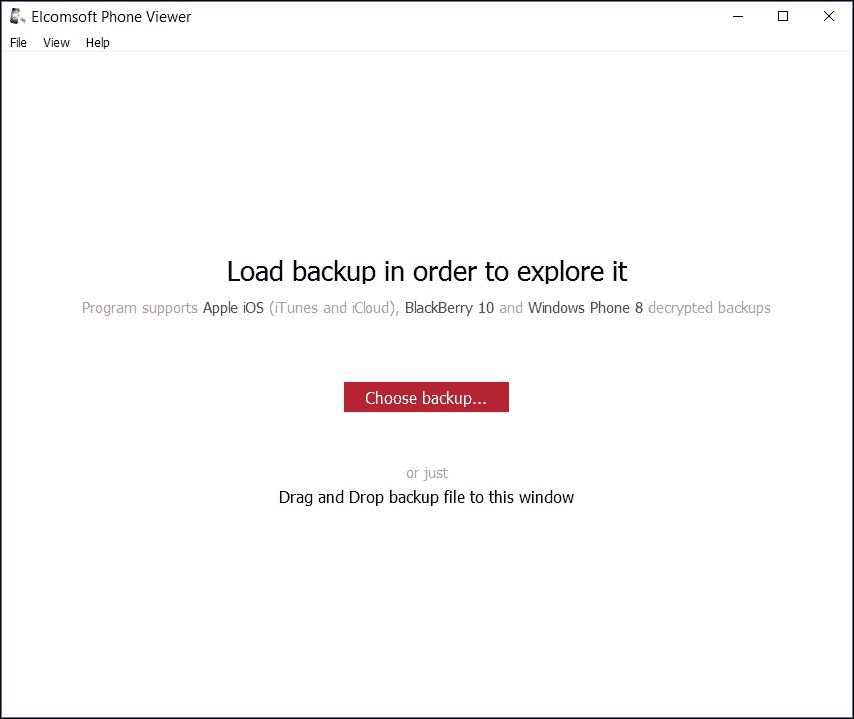 Elcomsoft Phone Viewer
File View Help
Load backup in order to explore it
Program supports Apple iOS (iTunes and iCloud), BlackBerry 10 and Windows Phone 8 decrypted backups
Choose backup...
or just
Drag and Drop backup file to this window